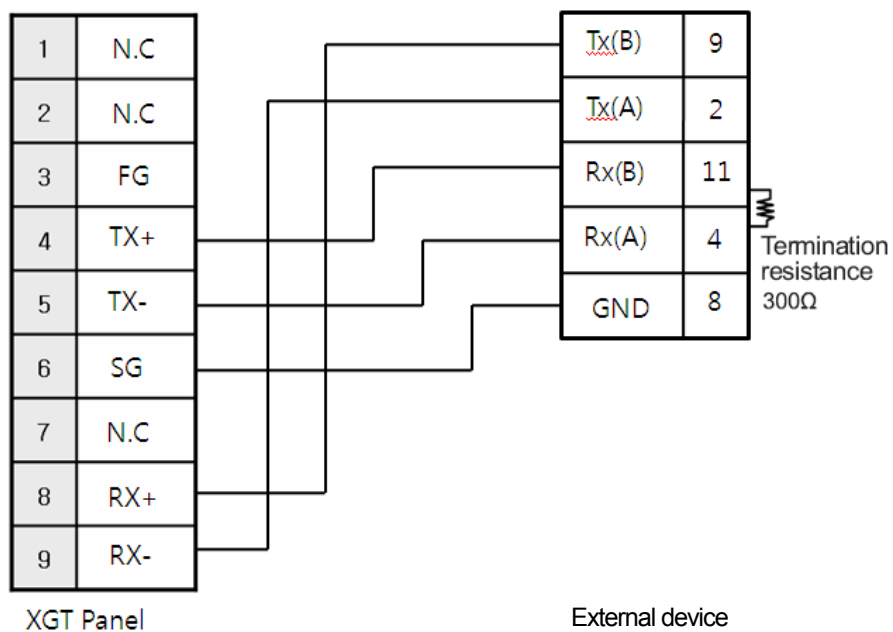 1 N.C
2 N.C
3 FG
4 TX+
5 TX-
6 SG
7 N.C
8 RX+
9 RX-
XGT Panel
Tx(B) 9
Tx(A) 2
Rx(B) 11
Rx(A) 4
GND 8
Termination
resistance
300Ω
External device